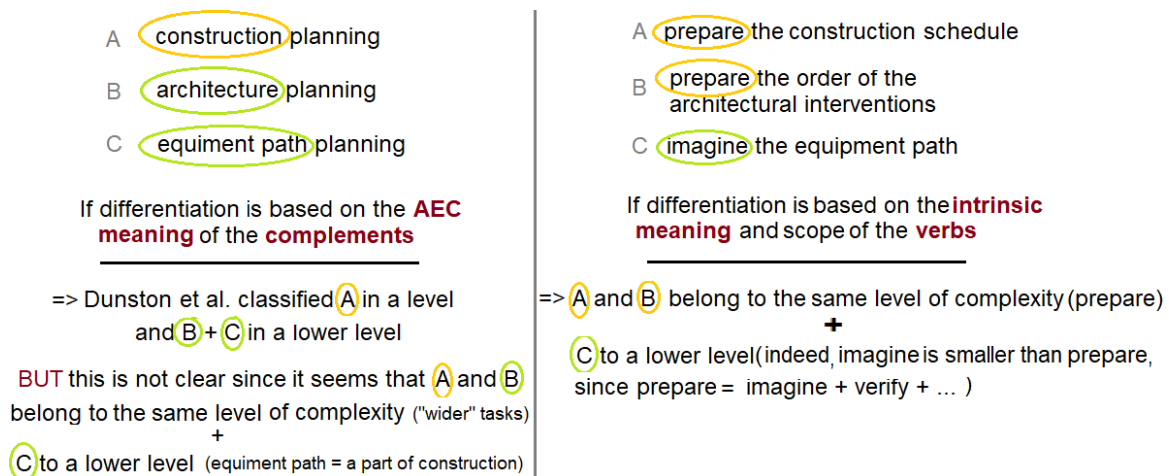 A construction planning
B architecture planning
C equiment path planning
If differentiation is based on the AEC
meaning of the complements
=> Dunston et al. classified A in a level
and B + C in a lower level
BUT this is not clear since it seems that A and B
belong to the same level of complexity ("wider" tasks)
+
C to a lower level (equiment path = a part of construction)
A prepare the construction schedule
B prepare the order of the
architectural interventions
C imagine the equipment path
If differentiation is based on the intrinsic
meaning and scope of the verbs
=> A and B belong to the same level of complexity (prepare)
+
C to a lower level (indeed, imagine is smaller than prepare,
since prepare = imagine + verify + ... )